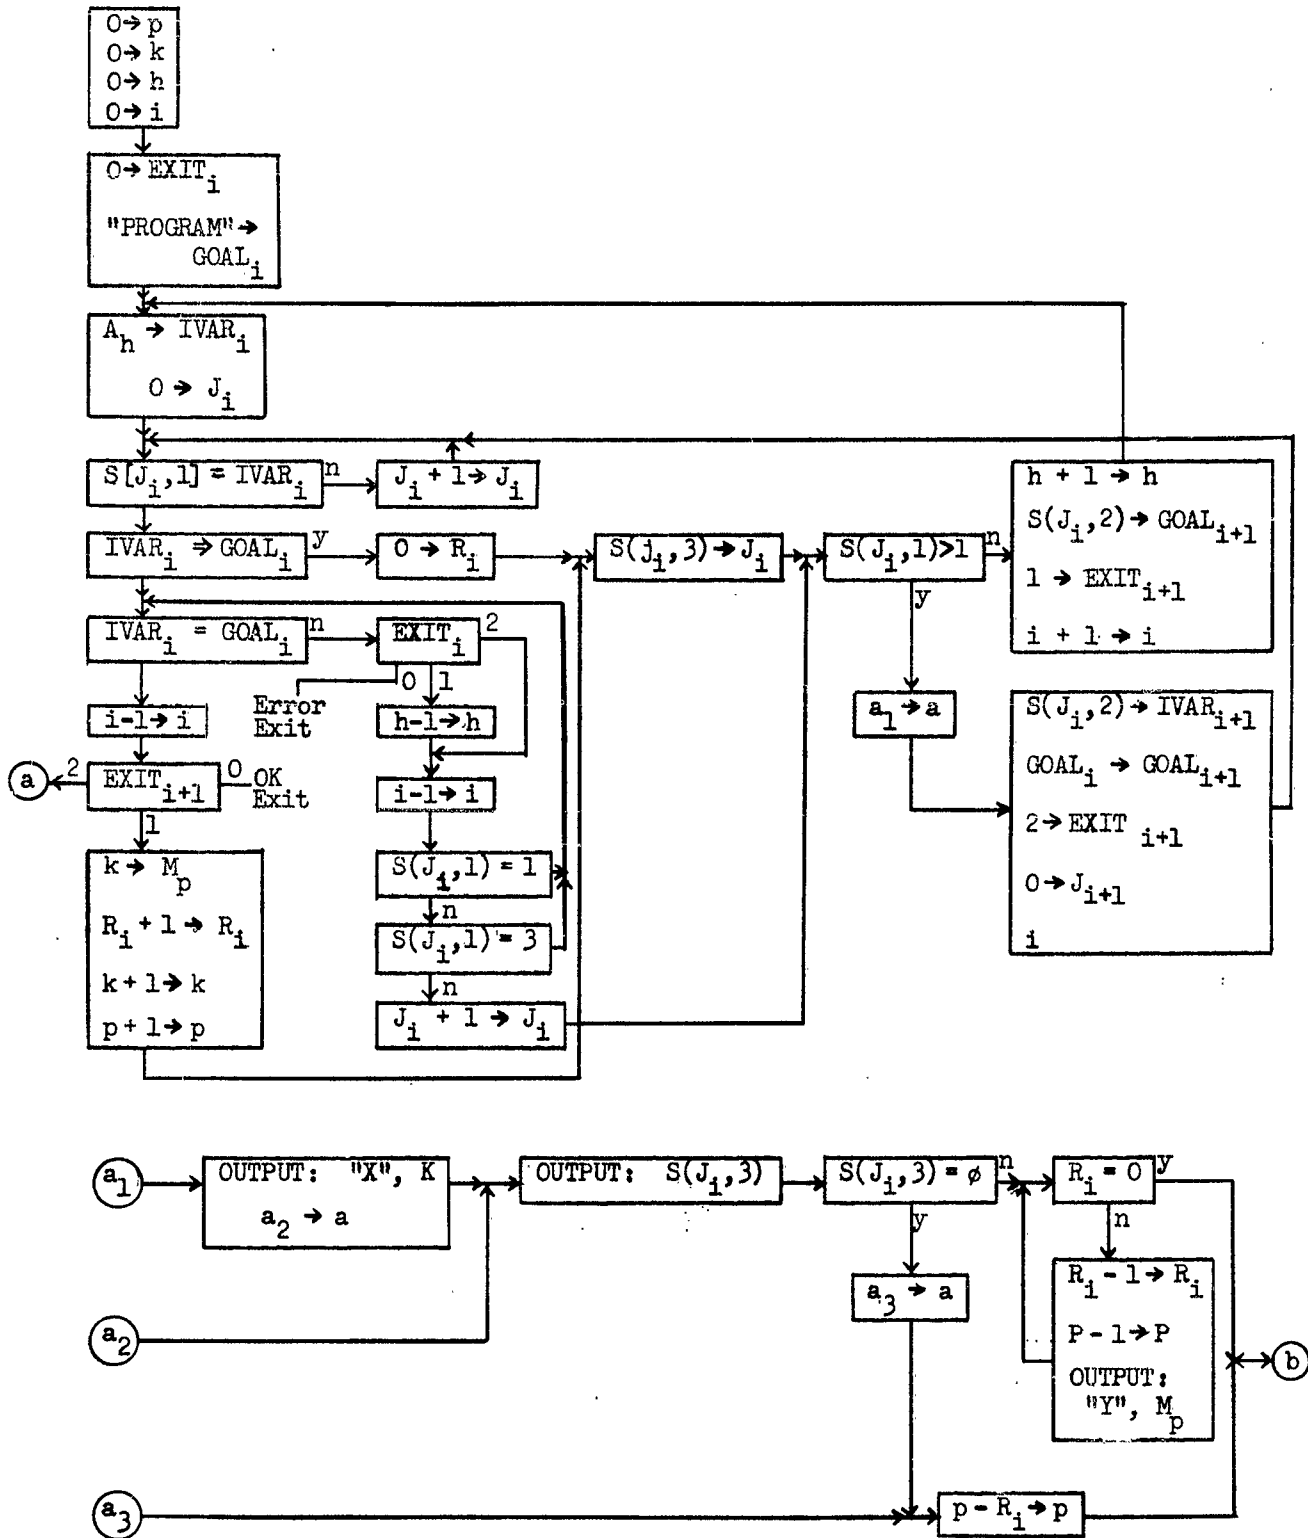 0→p
0→k
0→h
0→i
0→EXIT_i
"PROGRAM"→
GOAL_i
A_h → IVAR_i
0 → J_i
S[J_i,1] = IVAR_i
n
J_i + 1→J_i
IVAR_i ⇒ GOAL_i
y
0 → R_i
S(j_i,3)→J_i
S(J_i,1)>1
n
y
h + 1→h
S(J_i,2)→GOAL_i+1
1 → EXIT_i+1
i + 1→i
IVAR_i = GOAL_i
n
EXIT_i
2
0
1
Error
Exit
h-1→h
i-1→i
a_1→a
S(J_i,2)→IVAR_i+1
GOAL_i → GOAL_i+1
2→EXIT_i+1
0→J_i+1
i
a
2
EXIT_i+1
0
OK
Exit
1
i-1→i
k→ M_p
R_i + 1→ R_i
k+1→k
p+1→p
S(J_i,1) = 1
n
S(J_i,1) = 3
n
J_i + 1→J_i
a_1
OUTPUT: "X", K
a_2 → a
OUTPUT: S(J_i,3)
S(J_i,3) = ø
n
y
R_i = 0
y
n
a_3 → a
R_i - 1→R_i
P - 1→P
OUTPUT:
"Y", M_p
a_2
b
a_3
p - R_i→p